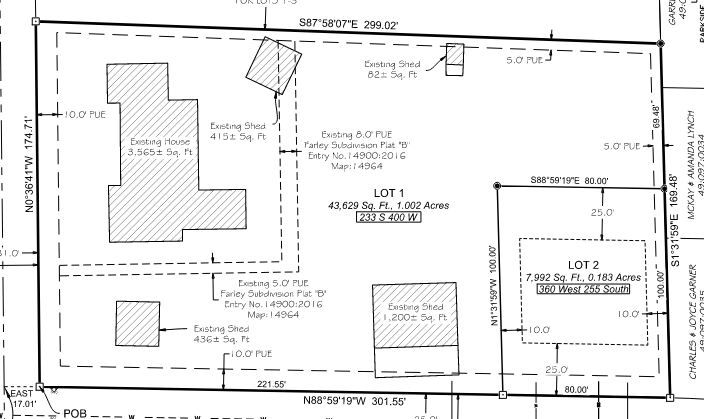 FOR LOTS 1-3
S87°58'07"E 299.02'
5.0' PUE
Existing Shed
82± Sq. Ft
10.0' PUE
Existing Shed
415± Sq. Ft
Existing House
3,565± Sq. Ft
Existing 8.0' PUE
Farley Subdivision Plat "B"
Entry No. 14900:2016
Map: 14964
69.48'
5.0' PUE
MCKAY & AMANDA LYNCH
49:097:0034
N0°36'41"W 174.71'
LOT 1
43,629 Sq. Ft., 1.002 Acres
233 S 400 W
S88°59'19"E 80.00'
25.0'
S1°31'59"E 169.48'
LOT 2
7,992 Sq. Ft., 0.183 Acres
360 West 255 South
N1°31'59"W 100.00'
100.00'
10.0'
10.0'
25.0'
Existing 5.0' PUE
Farley Subdivision Plat "B"
Entry No. 14900:2016
Map: 14964
Existing Shed
1,200± Sq. Ft
Existing Shed
436± Sq. Ft
10.0' PUE
CHARLES & JOYCE GARNER
221.55'
N88°59'19"W 301.55'
80.00'
EAST
17.01'
POB
25.0'